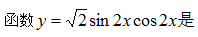 函数 y = √2 sin 2x cos 2x 是